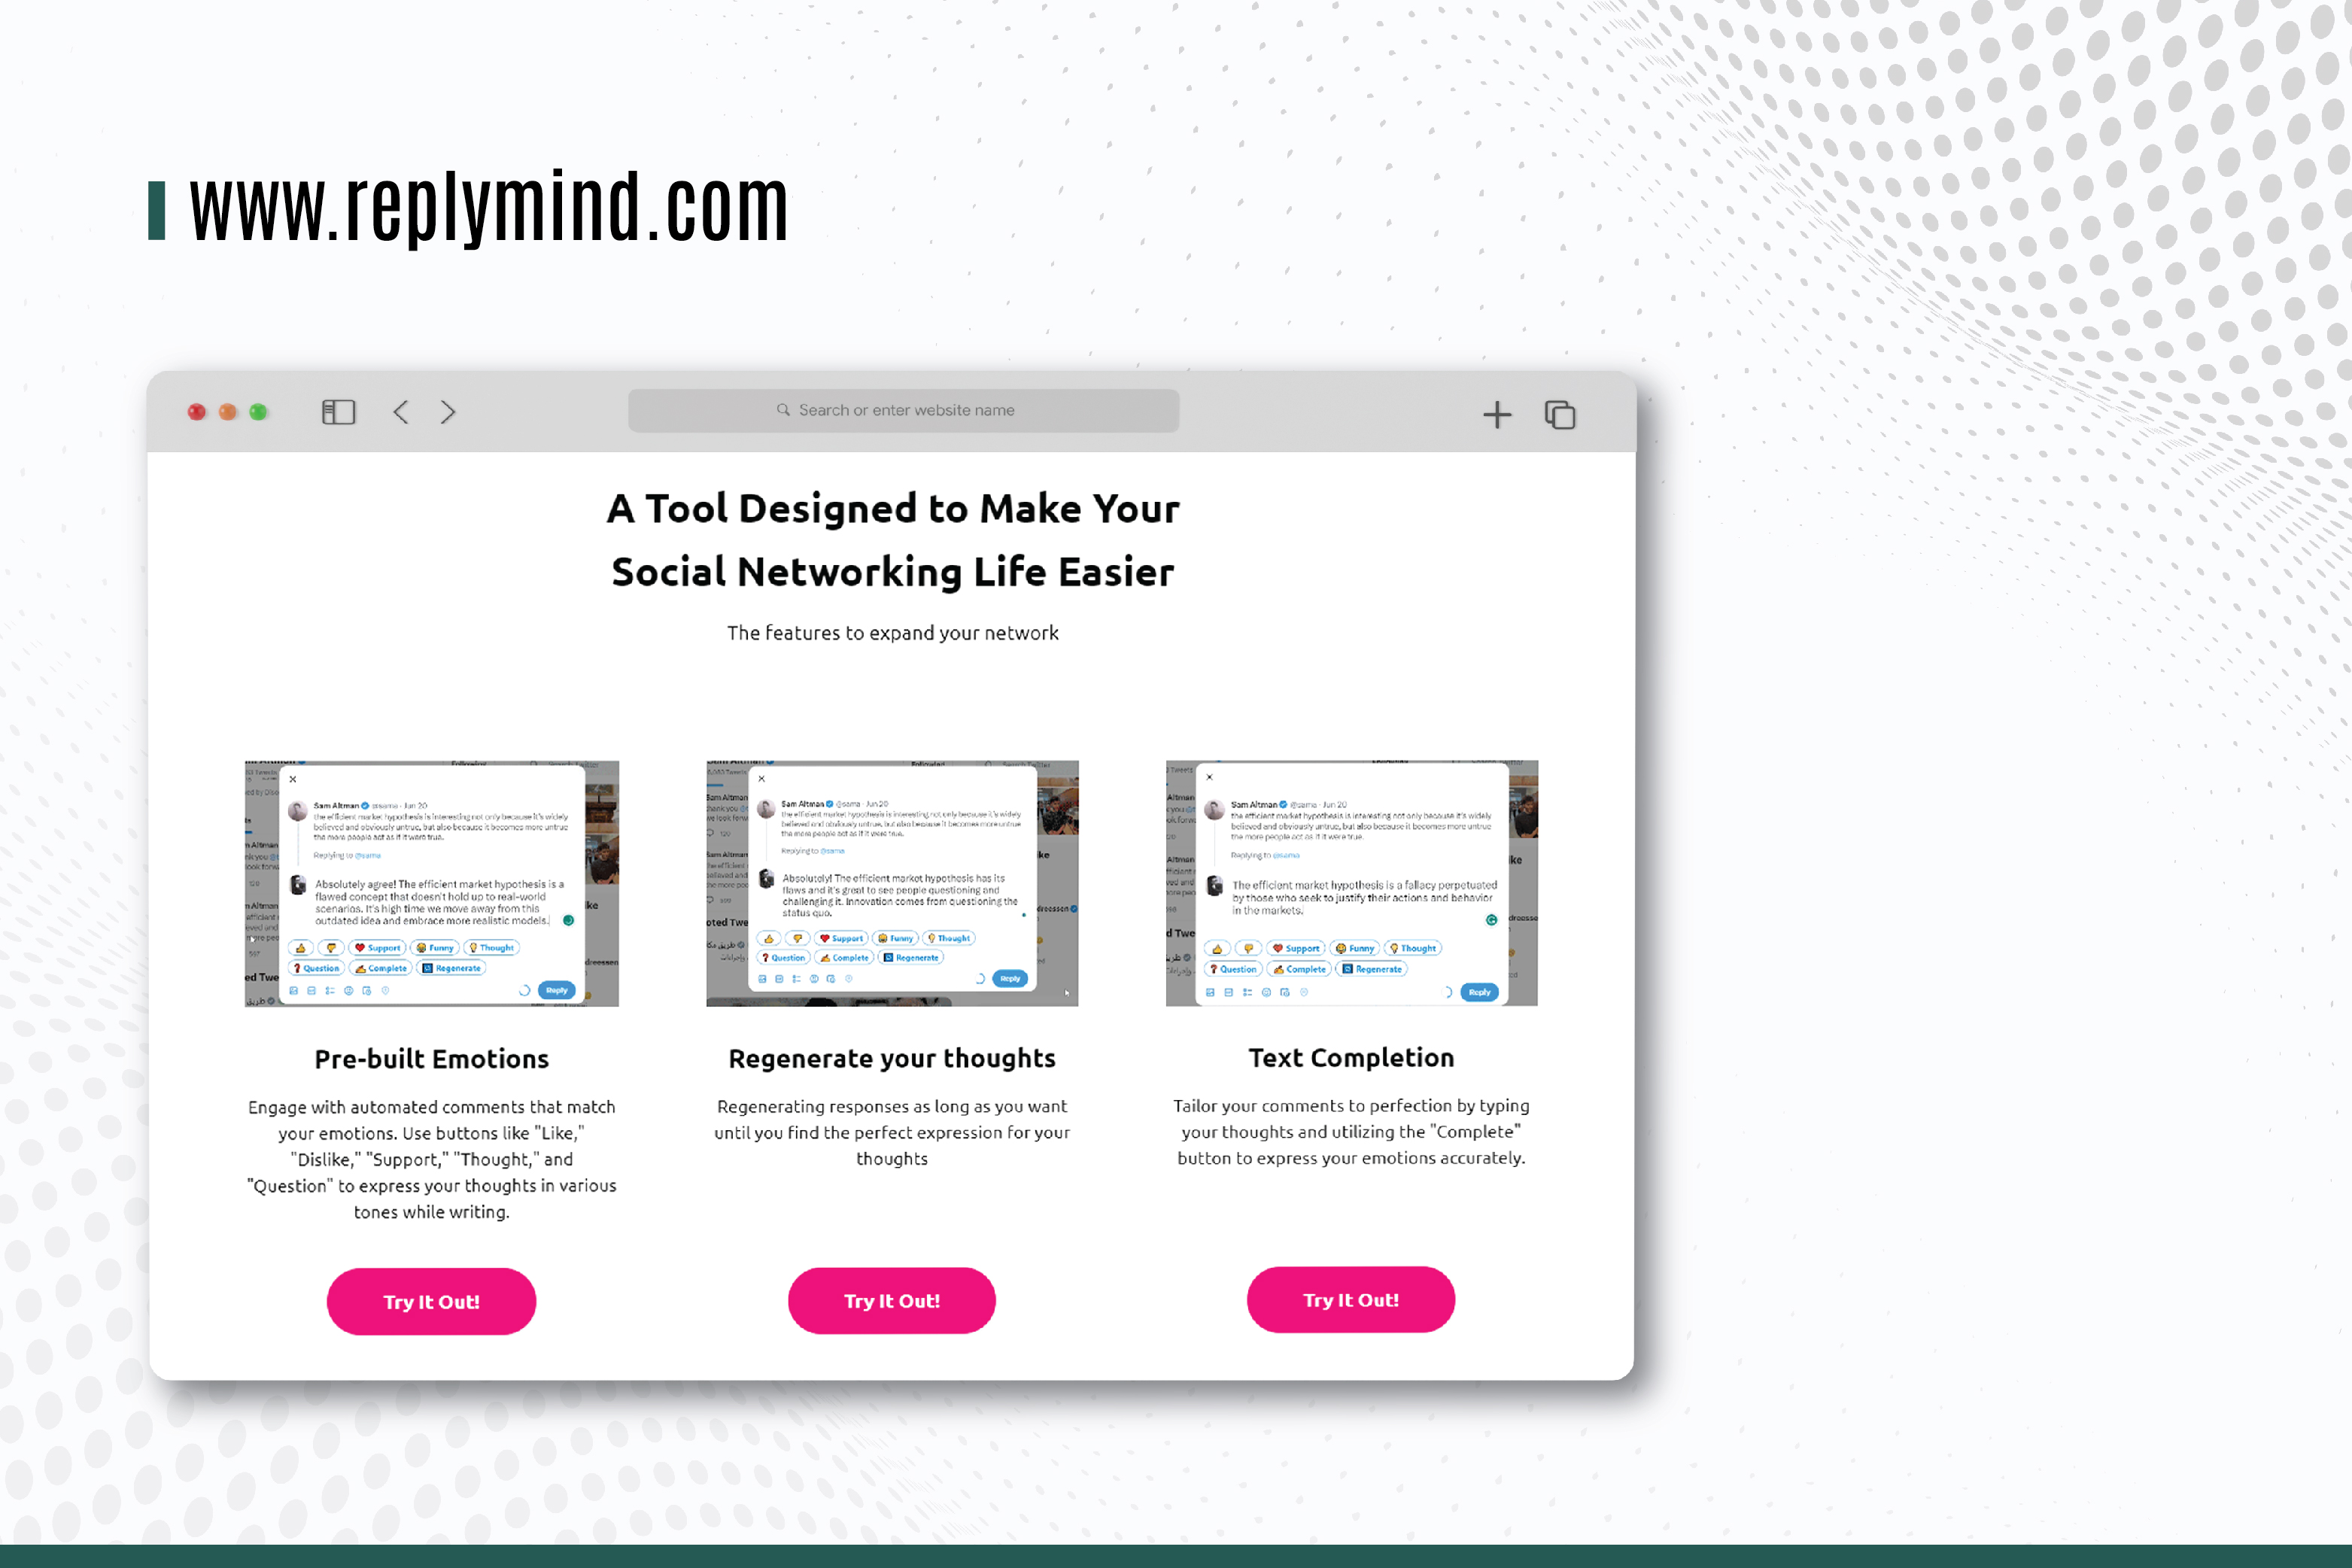 www.replymind.com
Search or enter website name
A Tool Designed to Make Your
Social Networking Life Easier
The features to expand your network
Sam Altman @sama · Jun 20
the efficient market hypothesis is interesting not only because it's widely
believed and obviously untrue, but also because it becomes more untrue
the more people act as if it were true.
Replying to @sama
Absolutely agree! The efficient market hypothesis is a
flawed concept that doesn't hold up to real-world
scenarios. It's high time we move away from this
outdated idea and embrace more realistic models.
Support Funny Thought
Question Complete Regenerate
Reply
Sam Altman @sama · Jun 20
the efficient market hypothesis is interesting not only because it's widely
believed and obviously untrue, but also because it becomes more untrue
the more people act as if it were true.
Replying to @sama
Absolutely! The efficient market hypothesis has its
flaws and it's great to see people questioning and
challenging it. Innovation comes from questioning the
status quo.
Support Funny Thought
Question Complete Regenerate
Reply
Sam Altman @sama · Jun 20
the efficient market hypothesis is interesting not only because it's widely
believed and obviously untrue, but also because it becomes more untrue
the more people act as if it were true.
Replying to @sama
The efficient market hypothesis is a fallacy perpetuated
by those who seek to justify their actions and behavior
in the markets.
Support Funny Thought
Question Complete Regenerate
Reply
Pre-built Emotions
Engage with automated comments that match
your emotions. Use buttons like "Like,"
"Dislike," "Support," "Thought," and
"Question" to express your thoughts in various
tones while writing.
Try It Out!
Regenerate your thoughts
Regenerating responses as long as you want
until you find the perfect expression for your
thoughts
Try It Out!
Text Completion
Tailor your comments to perfection by typing
your thoughts and utilizing the "Complete"
button to express your emotions accurately.
Try It Out!